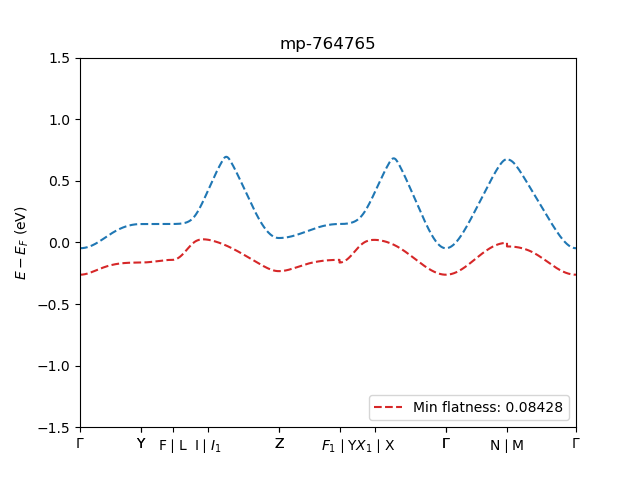 mp-764765
E − E_F (eV)
1.5
1.0
0.5
0.0
−0.5
−1.0
−1.5
Min flatness: 0.08428
Γ Y F | L I | I₁ Z F₁ | Y X₁ | X Γ N | M Γ